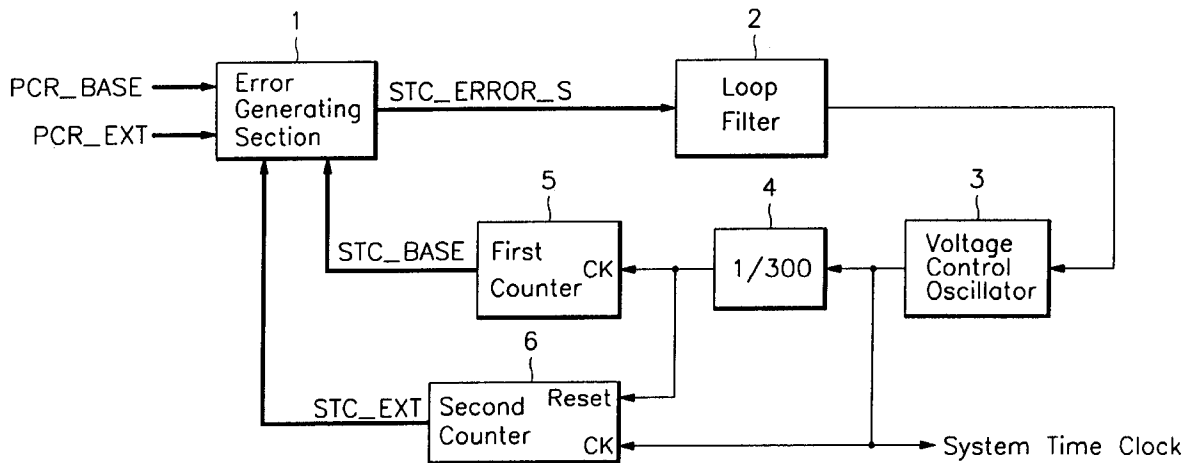 1
2
PCR_BASE
PCR_EXT
Error
Generating
Section
STC_ERROR_S
Loop
Filter
5
4
3
STC_BASE
First
Counter
CK
1/300
Voltage
Control
Oscillator
6
STC_EXT
Second
Counter
Reset
CK
System Time Clock